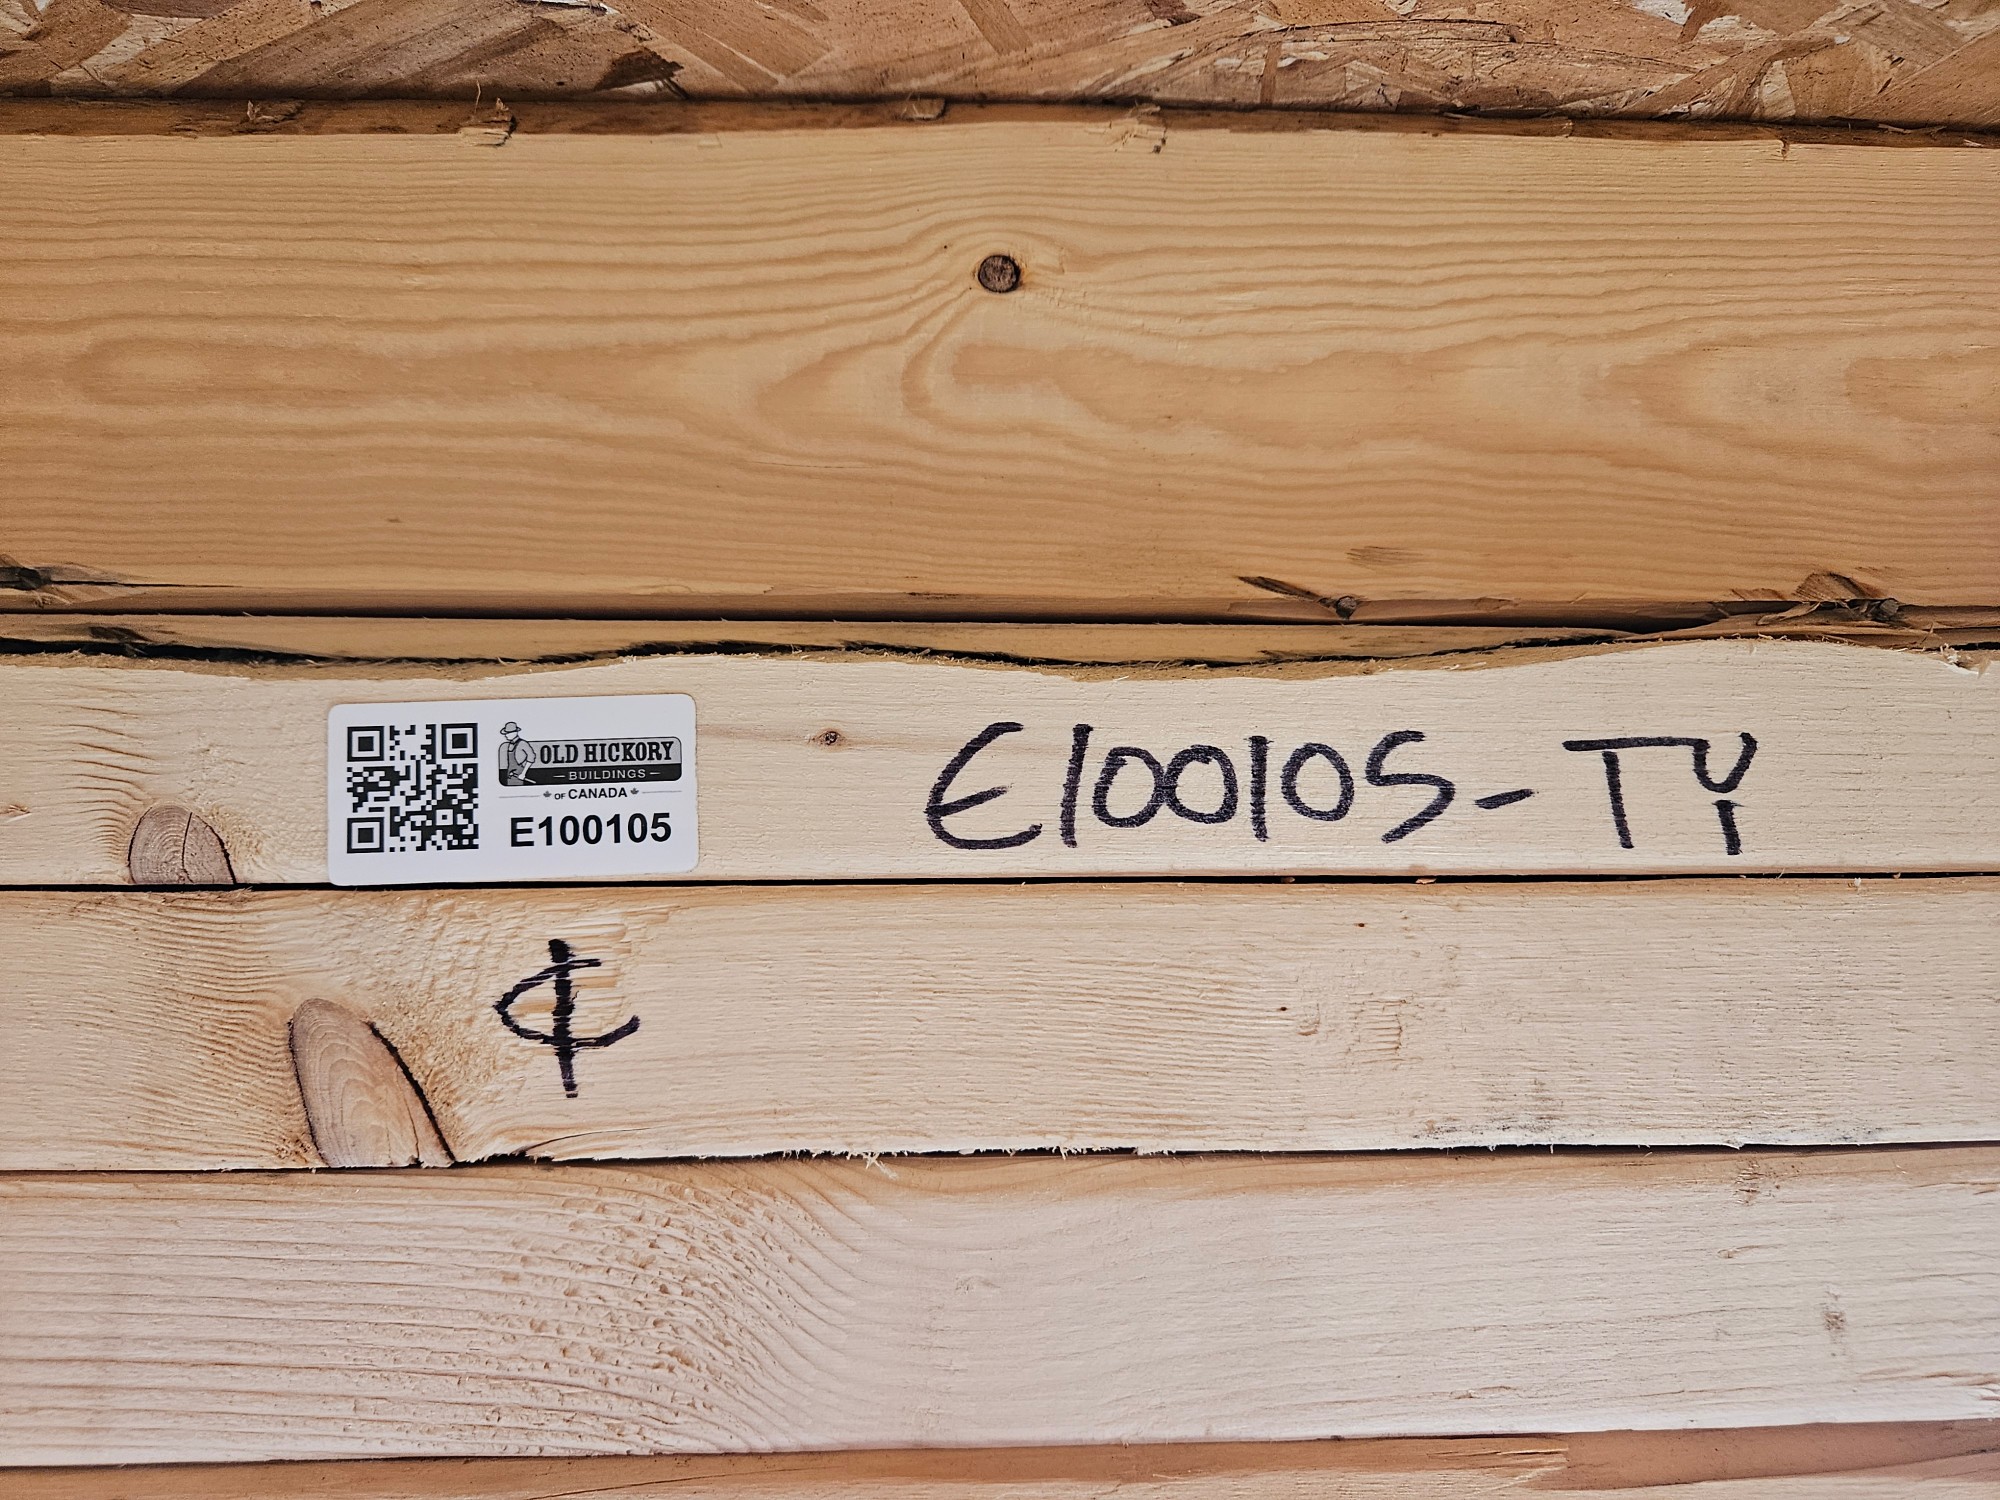 OLD HICKORY
BUILDINGS
OF CANADA
E100105
E100105-TY
℄